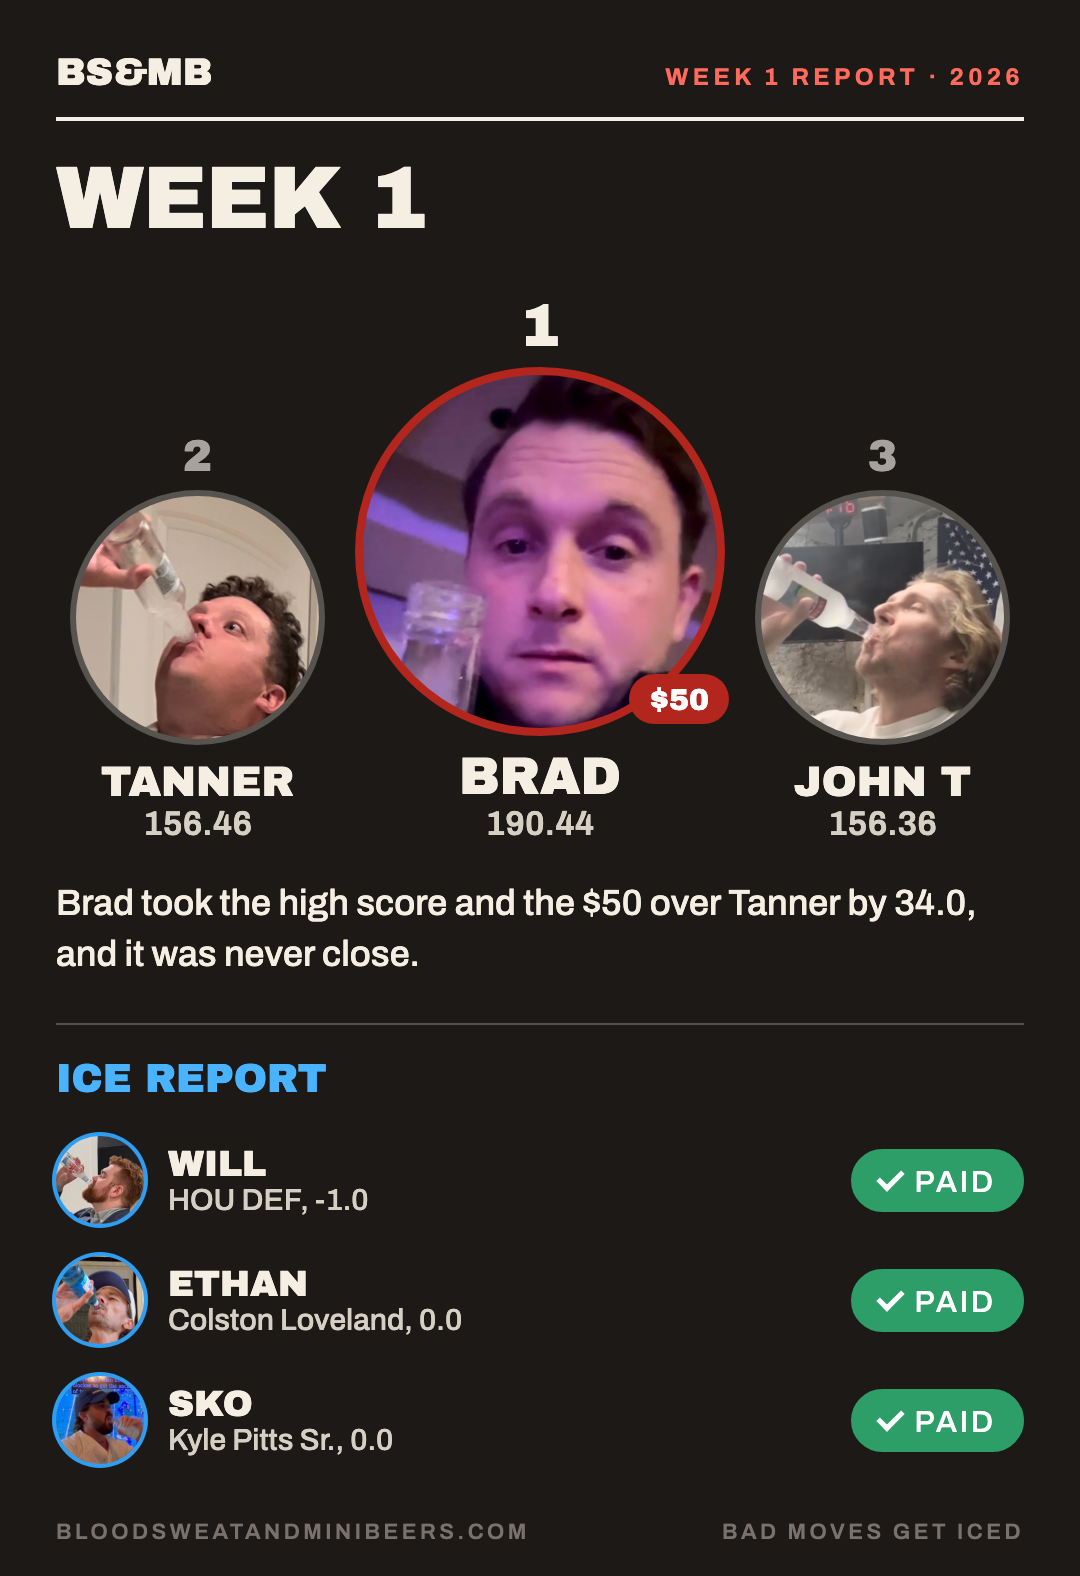 BS&MB
WEEK 1 REPORT · 2026
WEEK 1
1
2
3
$50
TANNER
156.46
BRAD
190.44
JOHN T
156.36
Brad took the high score and the $50 over Tanner by 34.0,
and it was never close.
ICE REPORT
WILL
HOU DEF, -1.0
✓ PAID
ETHAN
Colston Loveland, 0.0
✓ PAID
SKO
Kyle Pitts Sr., 0.0
✓ PAID
BLOODSWEATANDMINIBEERS.COM
BAD MOVES GET ICED